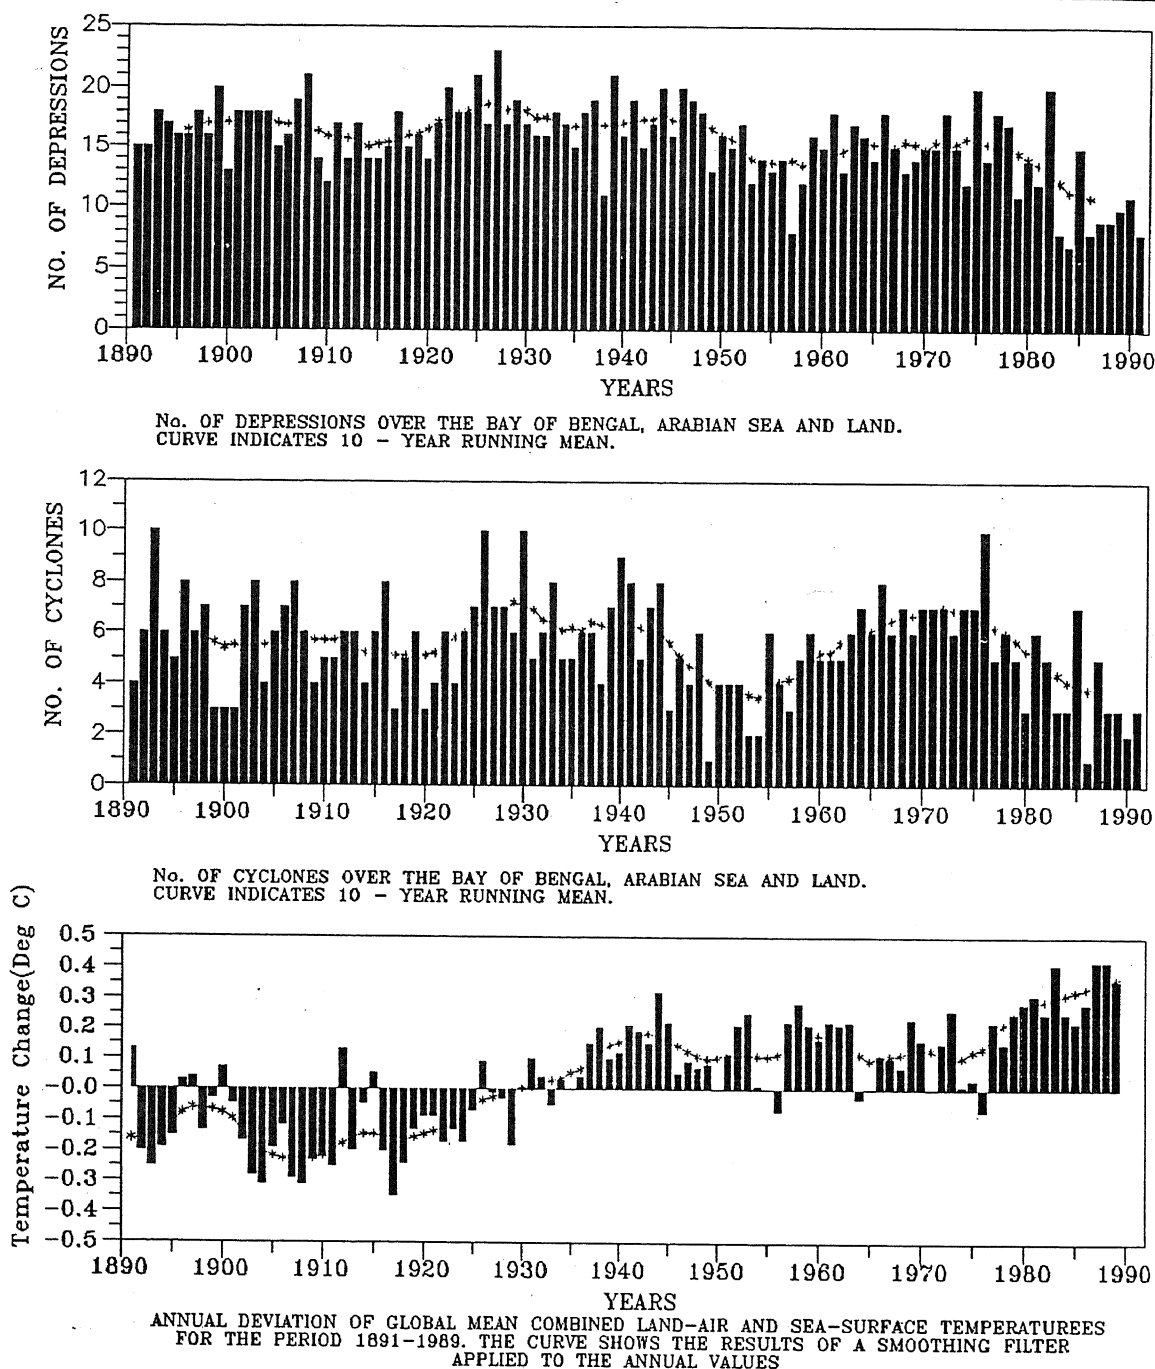 NO. OF DEPRESSIONS
25
20
15
10
5
0
1890 1900 1910 1920 1930 1940 1950 1960 1970 1980 1990
YEARS
No. OF DEPRESSIONS OVER THE BAY OF BENGAL, ARABIAN SEA AND LAND.
CURVE INDICATES 10 - YEAR RUNNING MEAN.
NO. OF CYCLONES
12
10
8
6
4
2
0
1890 1900 1910 1920 1930 1940 1950 1960 1970 1980 1990
YEARS
No. OF CYCLONES OVER THE BAY OF BENGAL, ARABIAN SEA AND LAND.
CURVE INDICATES 10 - YEAR RUNNING MEAN.
Temperature Change(Deg C)
0.5
0.4
0.3
0.2
0.1
-0.0
-0.1
-0.2
-0.3
-0.4
-0.5
1890 1900 1910 1920 1930 1940 1950 1960 1970 1980 1990
YEARS
ANNUAL DEVIATION OF GLOBAL MEAN COMBINED LAND-AIR AND SEA-SURFACE TEMPERATUREES
FOR THE PERIOD 1891-1989. THE CURVE SHOWS THE RESULTS OF A SMOOTHING FILTER
APPLIED TO THE ANNUAL VALUES